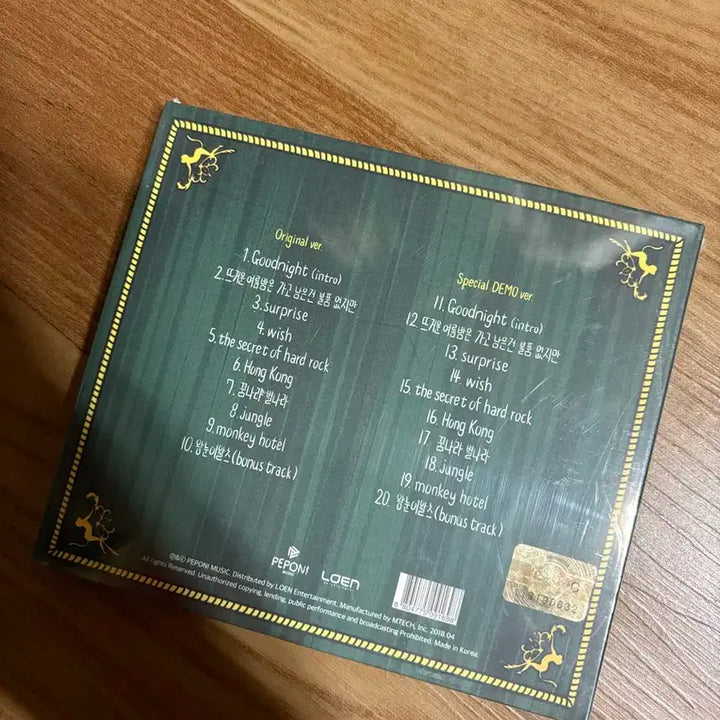 Original ver.
1. Goodnight (intro)
2. 뜨거운 여름밤은 가고 남은건 볼품 없지만
3. surprise
4. wish
5. the secret of hard rock
6. Hong Kong
7. 꿈나라 별나라
8. jungle
9. monkey hotel
10. 왕눈이왈츠 (bonus track)
Special DEMO ver.
11. Goodnight (intro)
12. 뜨거운 여름밤은 가고 남은건 볼품 없지만
13. surprise
14. wish
15. the secret of hard rock
16. Hong Kong
17. 꿈나라 별나라
18. jungle
19. monkey hotel
20. 왕눈이왈츠 (bonus track)
PEPONI
MUSIC
LOEN
ENTERTAINMENT
℗&© PEPONI MUSIC. Distributed by LOEN Entertainment. Manufactured by MTECH, Inc. 2018.04
All rights Reserved. Unauthorized copying, lending, public performance and broadcasting Prohibited. Made in Korea.